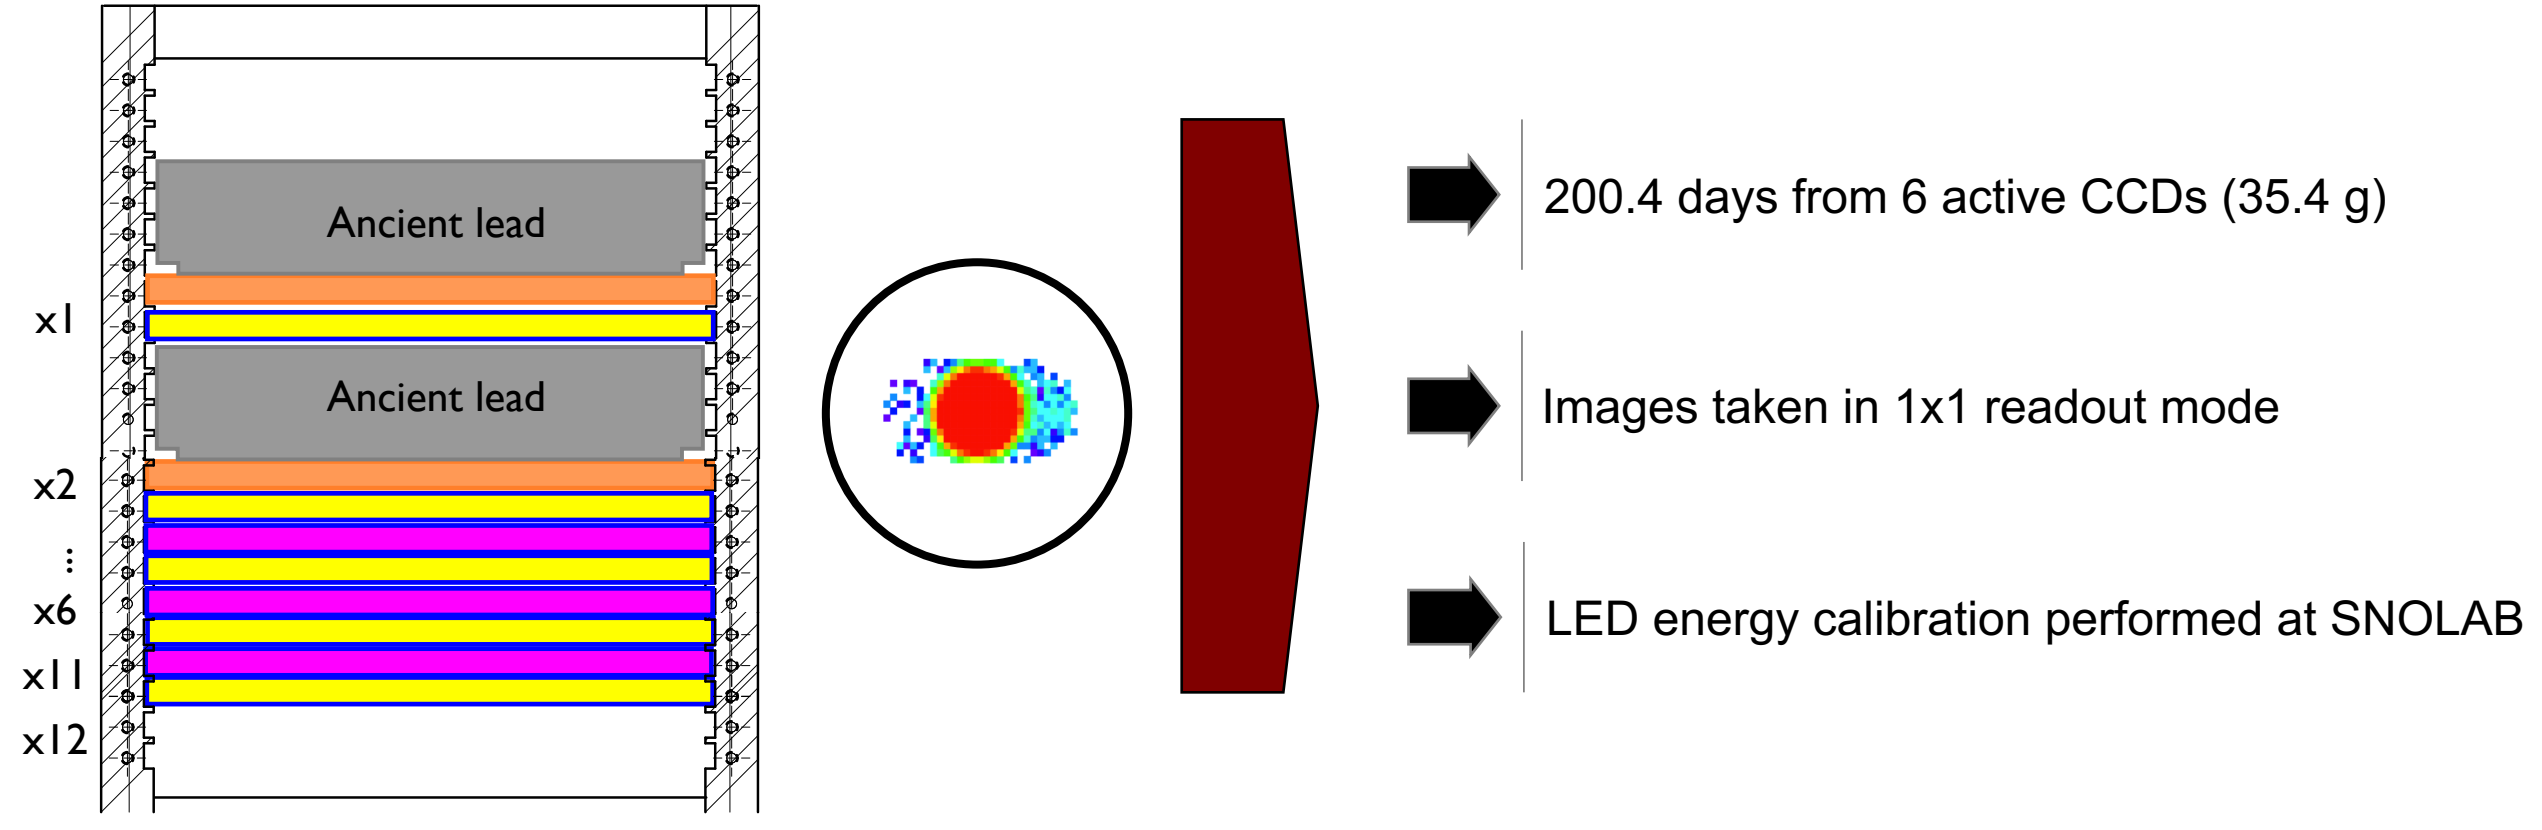 Ancient lead
x1
Ancient lead
x2
...
x6
x11
x12
200.4 days from 6 active CCDs (35.4 g)
Images taken in 1x1 readout mode
LED energy calibration performed at SNOLAB